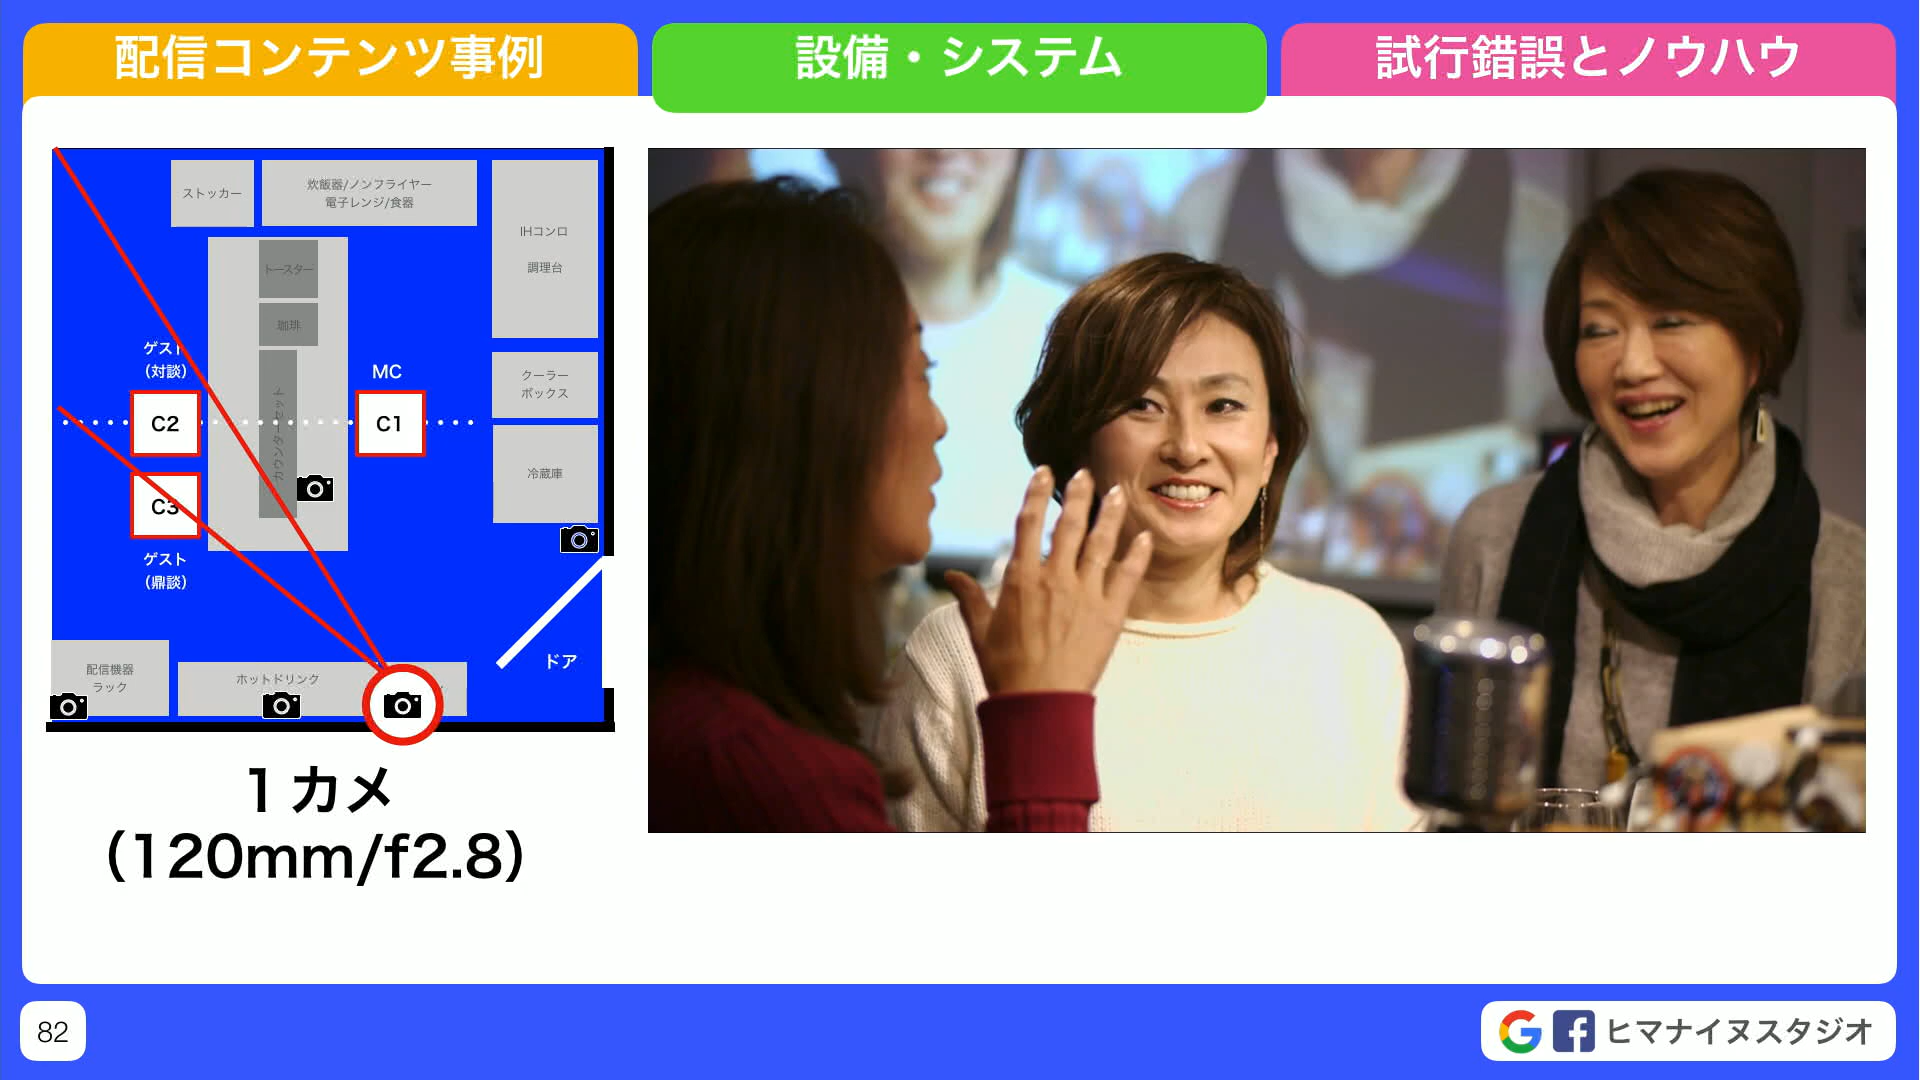 配信コンテンツ事例
設備・システム
試行錯誤とノウハウ
ストッカー
炊飯器/ノンフライヤー
電子レンジ/食器
IHコンロ
調理台
トースター
珈琲
カウンターセット
ゲスト
（対談）
MC
クーラー
ボックス
C2
C1
冷蔵庫
C3
ゲスト
（鼎談）
ドア
配信機器
ラック
ホットドリンク
1カメ
（120mm/f2.8）
82
ヒマナイヌスタジオ